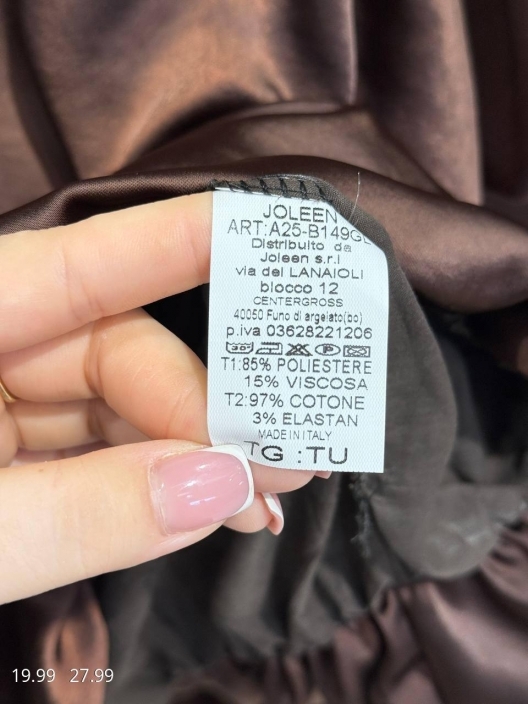 JOLEEN
ART:A25-B149GL
Distribuito da
Joleen s.r.l
via dei LANAIOLI
blocco 12
CENTERGROSS
40050 Funo di argelato(bo)
p.iva 03628221206
30°
T1:85% POLIESTERE
15% VISCOSA
T2:97% COTONE
3% ELASTAN
MADE IN ITALY
TG :TU
19.99 27.99